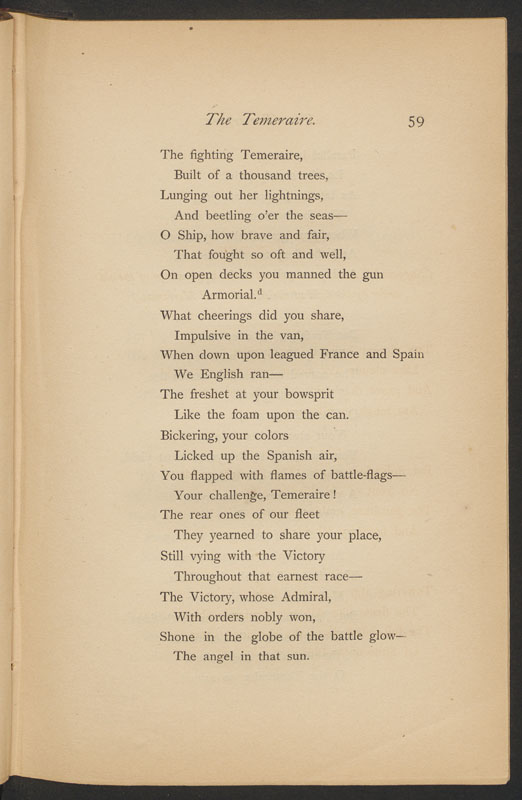 The Temeraire.
59
The fighting Temeraire,
Built of a thousand trees,
Lunging out her lightnings,
And beetling o'er the seas—
O Ship, how brave and fair,
That fought so oft and well,
On open decks you manned the gun
Armorial.ᵈ
What cheerings did you share,
Impulsive in the van,
When down upon leagued France and Spain
We English ran—
The freshet at your bowsprit
Like the foam upon the can.
Bickering, your colors
Licked up the Spanish air,
You flapped with flames of battle-flags—
Your challenge, Temeraire!
The rear ones of our fleet
They yearned to share your place,
Still vying with the Victory
Throughout that earnest race—
The Victory, whose Admiral,
With orders nobly won,
Shone in the globe of the battle glow—
The angel in that sun.